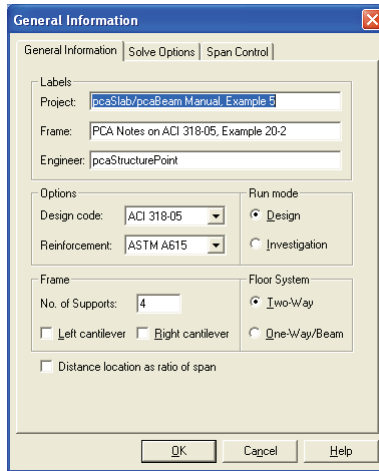 General Information
General Information Solve Options Span Control
Labels
Project: pcaSlab/pcaBeam Manual, Example 5
Frame: PCA Notes on ACI 318-05, Example 20-2
Engineer: pcaStructurePoint
Options Run mode
Design code: ACI 318-05 Design
Reinforcement: ASTM A615 Investigation
Frame Floor System
No. of Supports: 4 Two-Way
Left cantilever Right cantilever One-Way/Beam
Distance location as ratio of span
OK Cancel Help